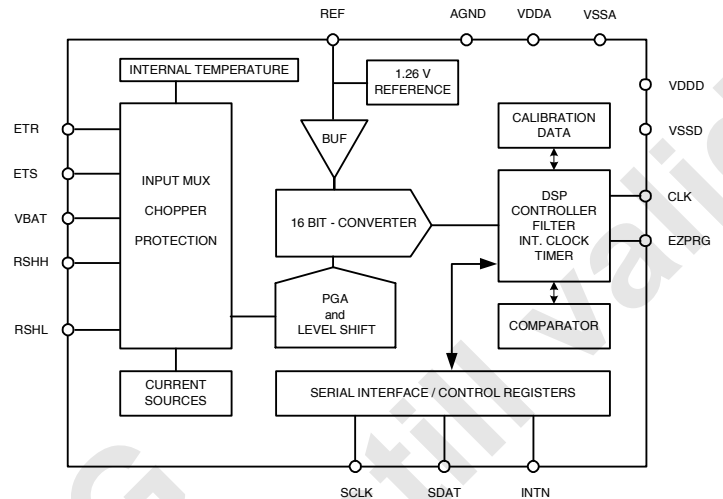 REF
AGND
VDDA
VSSA
INTERNAL TEMPERATURE
1.26 V
REFERENCE
VDDD
CALIBRATION
DATA
VSSD
ETR
BUF
ETS
INPUT MUX
CHOPPER
PROTECTION
VBAT
16 BIT - CONVERTER
DSP
CONTROLLER
FILTER
INT. CLOCK
TIMER
CLK
EZPRG
RSHH
PGA
and
LEVEL SHIFT
RSHL
COMPARATOR
CURRENT
SOURCES
SERIAL INTERFACE / CONTROL REGISTERS
SCLK
SDAT
INTN
G
still valid